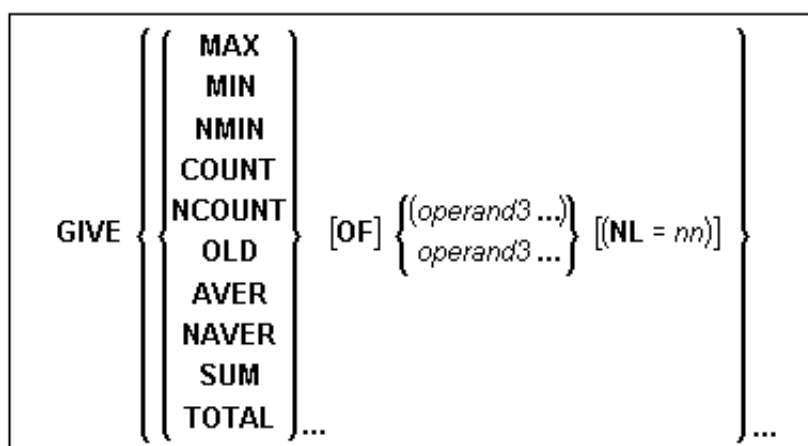 MAX
MIN
NMIN
COUNT
NCOUNT
OLD
AVER
NAVER
SUM
TOTAL ...
GIVE
[OF]
(operand3 ...)
operand3 ...
[(NL = nn)]
...